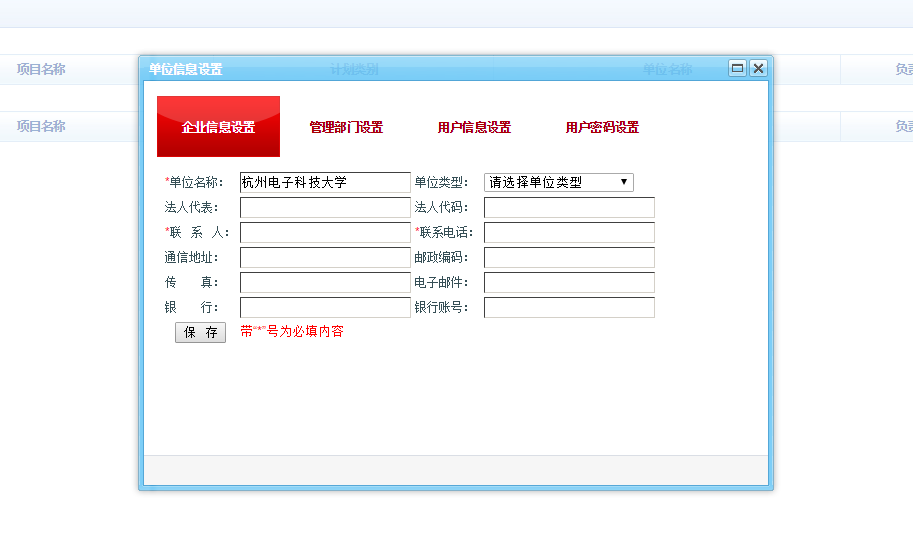 项目名称 计划类别 单位名称
单位信息设置
企业信息设置 管理部门设置 用户信息设置 用户密码设置
项目名称
*单位名称： 杭州电子科技大学 单位类型： 请选择单位类型
法人代表： 法人代码：
*联 系 人： *联系电话：
通信地址： 邮政编码：
传 真： 电子邮件：
银 行： 银行账号：
保 存 带“*”号为必填内容